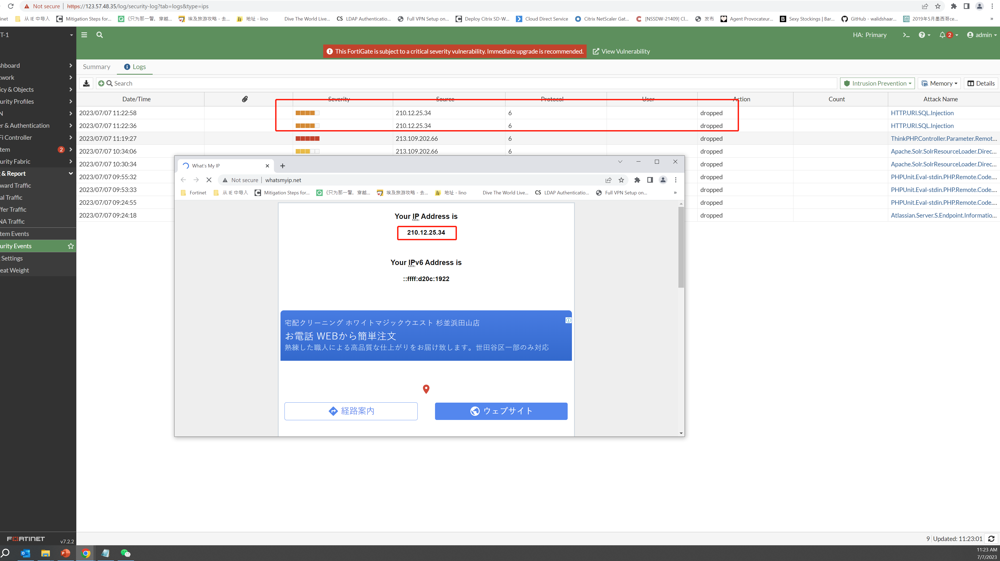 Not secure | https://123.57.48.35/log/security-log?tab=logs&type=ips
inet 从 IE 中导入 Mitigation Steps for... 《只为那一瞥，穿越... 埃及旅游攻略 - 去... 地址 - lino Dive The World Live... CS LDAP Authenticatio... Full VPN Setup on... Deploy Citrix SD-W... Cloud Direct Service Citrix NetScaler Gat... [NSSDW-21409] Cl... 发布 Agent Provocateur... Sexy Stockings | Bar... GitHub - walidshaar... 2019年5月墨西哥ce... »
T-1 HA: Primary 2 admin
This FortiGate is subject to a critical severity vulnerability. Immediate upgrade is recommended. View Vulnerability
shboard
twork
icy & Objects
urity Profiles
N
er & Authentication
Fi Controller
tem 2
urity Fabric
& Report
ward Traffic
al Traffic
ffer Traffic
NA Traffic
tem Events
urity Events
Settings
eat Weight
FORTINET v7.2.2
Summary Logs
Search Intrusion Prevention Memory Details
Date/Time Severity Source Protocol User Action Count Attack Name
2023/07/07 11:22:58 210.12.25.34 6 dropped HTTP.URI.SQL.Injection
2023/07/07 11:22:36 210.12.25.34 6 dropped HTTP.URI.SQL.Injection
2023/07/07 11:19:27 213.109.202.66 6 dropped ThinkPHP.Controller.Parameter.Remot...
2023/07/07 10:34:06 213.109.202.66 6 dropped Apache.Solr.SolrResourceLoader.Direc...
2023/07/07 10:30:34 dropped Apache.Solr.SolrResourceLoader.Direc...
2023/07/07 09:55:32 dropped PHPUnit.Eval-stdin.PHP.Remote.Code....
2023/07/07 09:53:33 dropped PHPUnit.Eval-stdin.PHP.Remote.Code....
2023/07/07 09:24:55 dropped PHPUnit.Eval-stdin.PHP.Remote.Code....
2023/07/07 09:24:18 dropped Atlassian.Server.S.Endpoint.Informatio...
What's My IP
Not secure | whatsmyip.net
Fortinet 从 IE 中导入 Mitigation Steps for... 《只为那一瞥，穿越... 埃及旅游攻略 - 去... 地址 - lino Dive The World Live... CS LDAP Authenticatio... Full VPN Setup on... »
Your IP Address is
210.12.25.34
Your IPv6 Address is
::ffff:d20c:1922
宅配クリーニング ホワイトマジックウエスト 杉並浜田山店
お電話 WEBから簡単注文
熟練した職人による高品質な仕上がりをお届け致します。世田谷区一部のみ対応
経路案内 ウェブサイト
9 Updated: 11:23:01
11:23 AM
7/7/2023